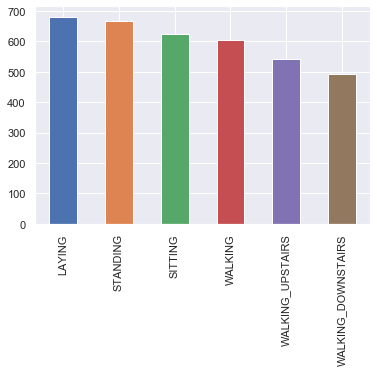 700
600
500
400
300
200
100
0
LAYING
STANDING
SITTING
WALKING
WALKING_UPSTAIRS
WALKING_DOWNSTAIRS